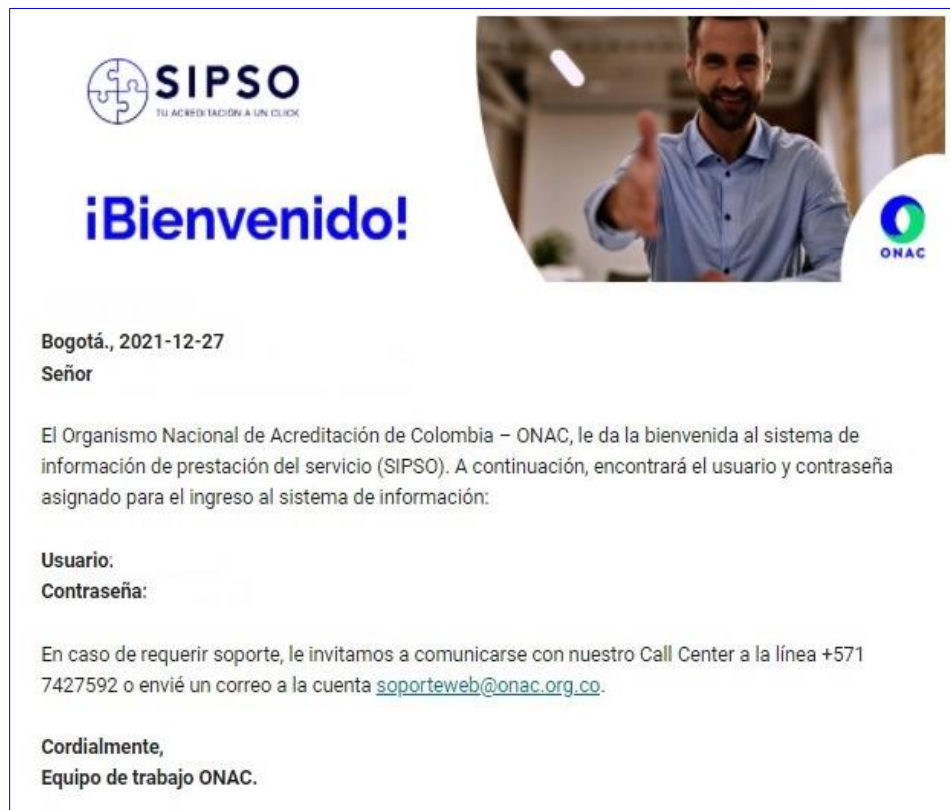 SIPSO
TU ACREDITACIÓN A UN CLICK
¡Bienvenido!
ONAC
Bogotá., 2021-12-27
Señor
El Organismo Nacional de Acreditación de Colombia – ONAC, le da la bienvenida al sistema de
información de prestación del servicio (SIPSO). A continuación, encontrará el usuario y contraseña
asignado para el ingreso al sistema de información:
Usuario:
Contraseña:
En caso de requerir soporte, le invitamos a comunicarse con nuestro Call Center a la línea +571
7427592 o envié un correo a la cuenta soporteweb@onac.org.co.
Cordialmente,
Equipo de trabajo ONAC.